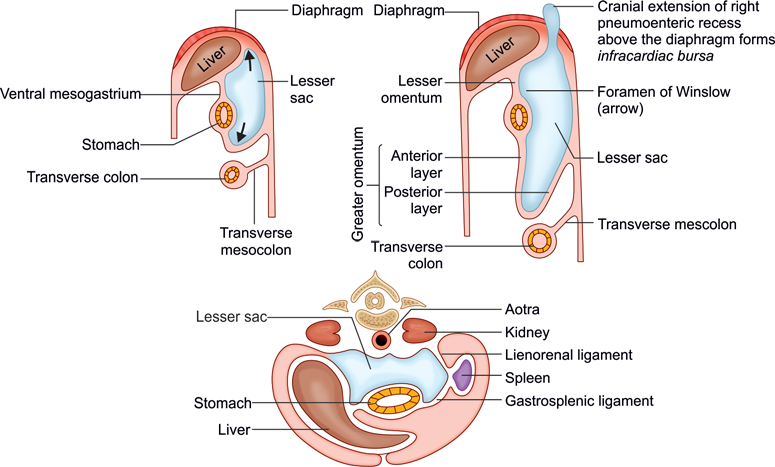 Diaphragm
Liver
Lesser
sac
Ventral mesogastrium
Stomach
Transverse colon
Transverse
mesocolon
Diaphragm
Cranial extension of right
pneumoenteric recess
above the diaphragm forms
infracardiac bursa
Liver
Lesser
omentum
Foramen of Winslow
(arrow)
Greater omentum
Anterior
layer
Lesser sac
Posterior
layer
Transverse mescolon
Transverse
colon
Lesser sac
Aotra
Kidney
Lienorenal ligament
Spleen
Stomach
Gastrosplenic ligament
Liver